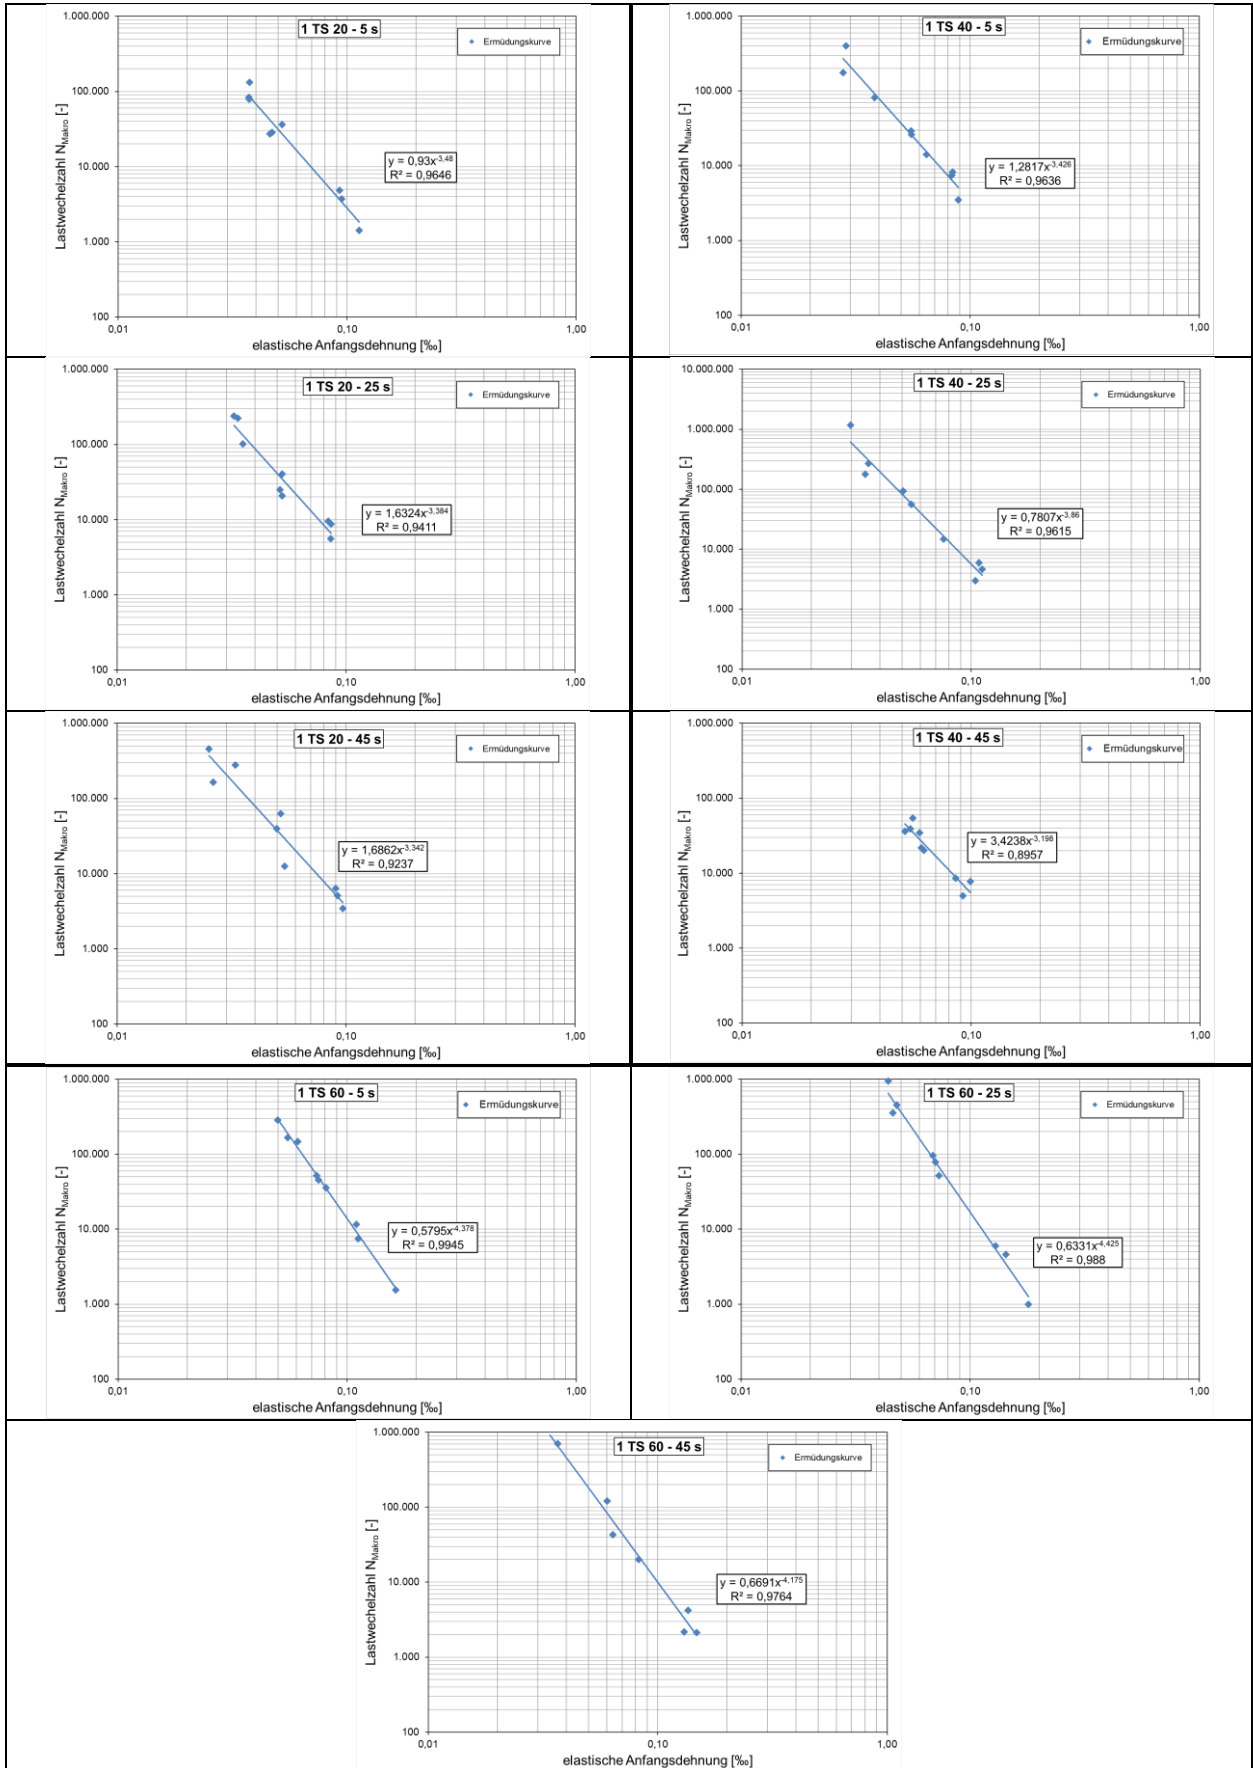 1 TS 20 - 5 s
Ermüdungskurve
Lastwechelzahl N_Makro [-]
1.000.000
100.000
10.000
1.000
100
y = 0,93x^-3,48
R² = 0,9646
0,01
0,10
1,00
elastische Anfangsdehnung [‰]
1 TS 40 - 5 s
Ermüdungskurve
Lastwechelzahl N_Makro [-]
1.000.000
100.000
10.000
1.000
100
y = 1,2817x^-3,426
R² = 0,9636
0,01
0,10
1,00
elastische Anfangsdehnung [‰]
1 TS 20 - 25 s
Ermüdungskurve
Lastwechelzahl N_Makro [-]
1.000.000
100.000
10.000
1.000
100
y = 1,6324x^-3,384
R² = 0,9411
0,01
0,10
1,00
elastische Anfangsdehnung [‰]
1 TS 40 - 25 s
Ermüdungskurve
Lastwechelzahl N_Makro [-]
10.000.000
1.000.000
100.000
10.000
1.000
100
y = 0,7807x^-3,86
R² = 0,9615
0,01
0,10
1,00
elastische Anfangsdehnung [‰]
1 TS 20 - 45 s
Ermüdungskurve
Lastwechelzahl N_Makro [-]
1.000.000
100.000
10.000
1.000
100
y = 1,6862x^-3,342
R² = 0,9237
0,01
0,10
1,00
elastische Anfangsdehnung [‰]
1 TS 40 - 45 s
Ermüdungskurve
Lastwechelzahl N_Makro [-]
1.000.000
100.000
10.000
1.000
100
y = 3,4238x^-3,198
R² = 0,8957
0,01
0,10
1,00
elastische Anfangsdehnung [‰]
1 TS 60 - 5 s
Ermüdungskurve
Lastwechelzahl N_Makro [-]
1.000.000
100.000
10.000
1.000
100
y = 0,5795x^-4,378
R² = 0,9945
0,01
0,10
1,00
elastische Anfangsdehnung [‰]
1 TS 60 - 25 s
Ermüdungskurve
Lastwechelzahl N_Makro [-]
1.000.000
100.000
10.000
1.000
100
y = 0,6331x^-4,425
R² = 0,988
0,01
0,10
1,00
elastische Anfangsdehnung [‰]
1 TS 60 - 45 s
Ermüdungskurve
Lastwechelzahl N_Makro [-]
1.000.000
100.000
10.000
1.000
100
y = 0,6691x^-4,175
R² = 0,9764
0,01
0,10
1,00
elastische Anfangsdehnung [‰]